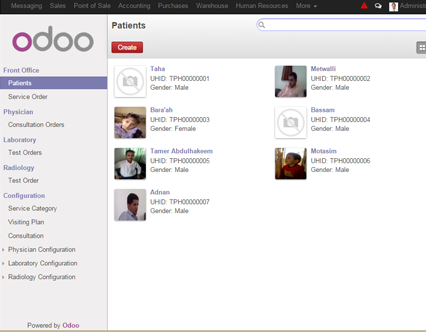 Messaging Sales Point of Sale Accounting Purchases Warehouse Human Resources More Administ
odoo
Patients
Create
Front Office
Patients
Service Order
Physician
Consultation Orders
Laboratory
Test Orders
Radiology
Test Order
Configuration
Service Category
Visiting Plan
Consultation
Physician Configuration
Laboratory Configuration
Radiology Configuration
Powered by Odoo
Taha
UHID: TPH00000001
Gender: Male
Metwalli
UHID: TPH00000002
Gender: Male
Bara'ah
UHID: TPH00000003
Gender: Female
Bassam
UHID: TPH00000004
Gender: Male
Tamer Abdulhakeem
UHID: TPH00000005
Gender: Male
Motasim
UHID: TPH00000006
Gender: Male
Adnan
UHID: TPH00000007
Gender: Male